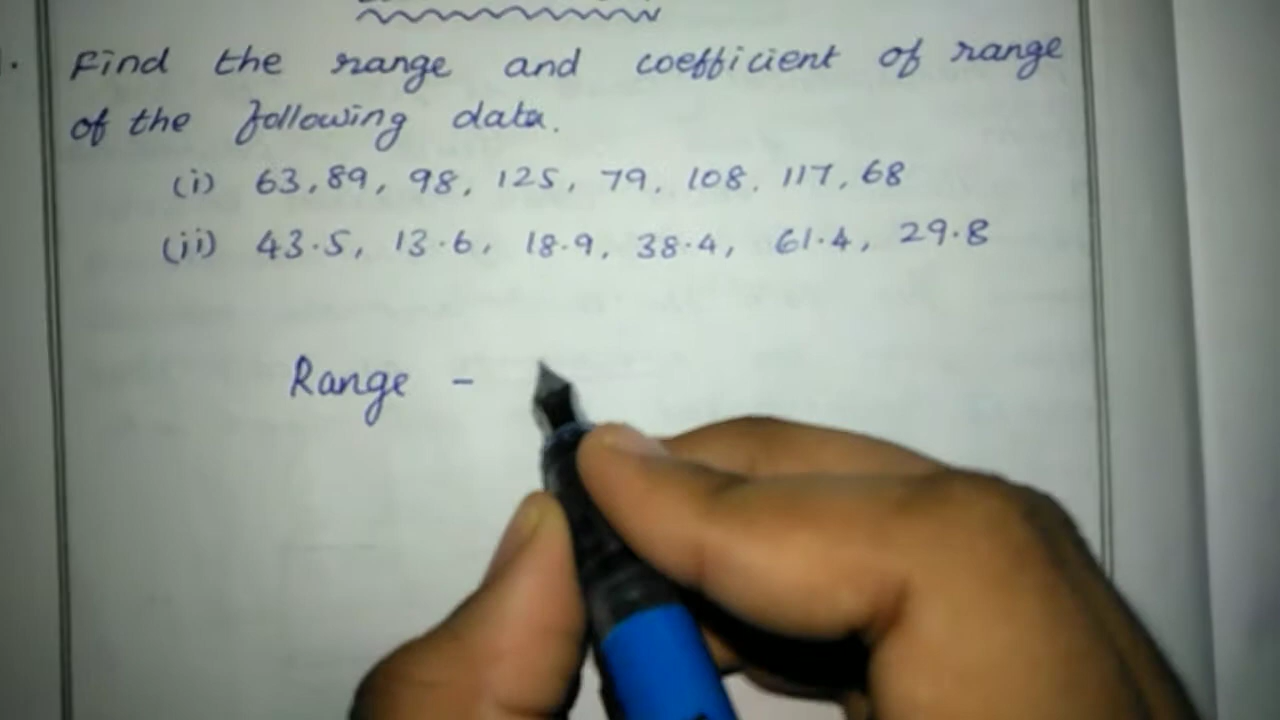 Find the range and coefficient of range
of the following data.
(i) 63, 89, 98, 125, 79, 108, 117, 68
(ii) 43.5, 13.6, 18.9, 38.4, 61.4, 29.8
Range -